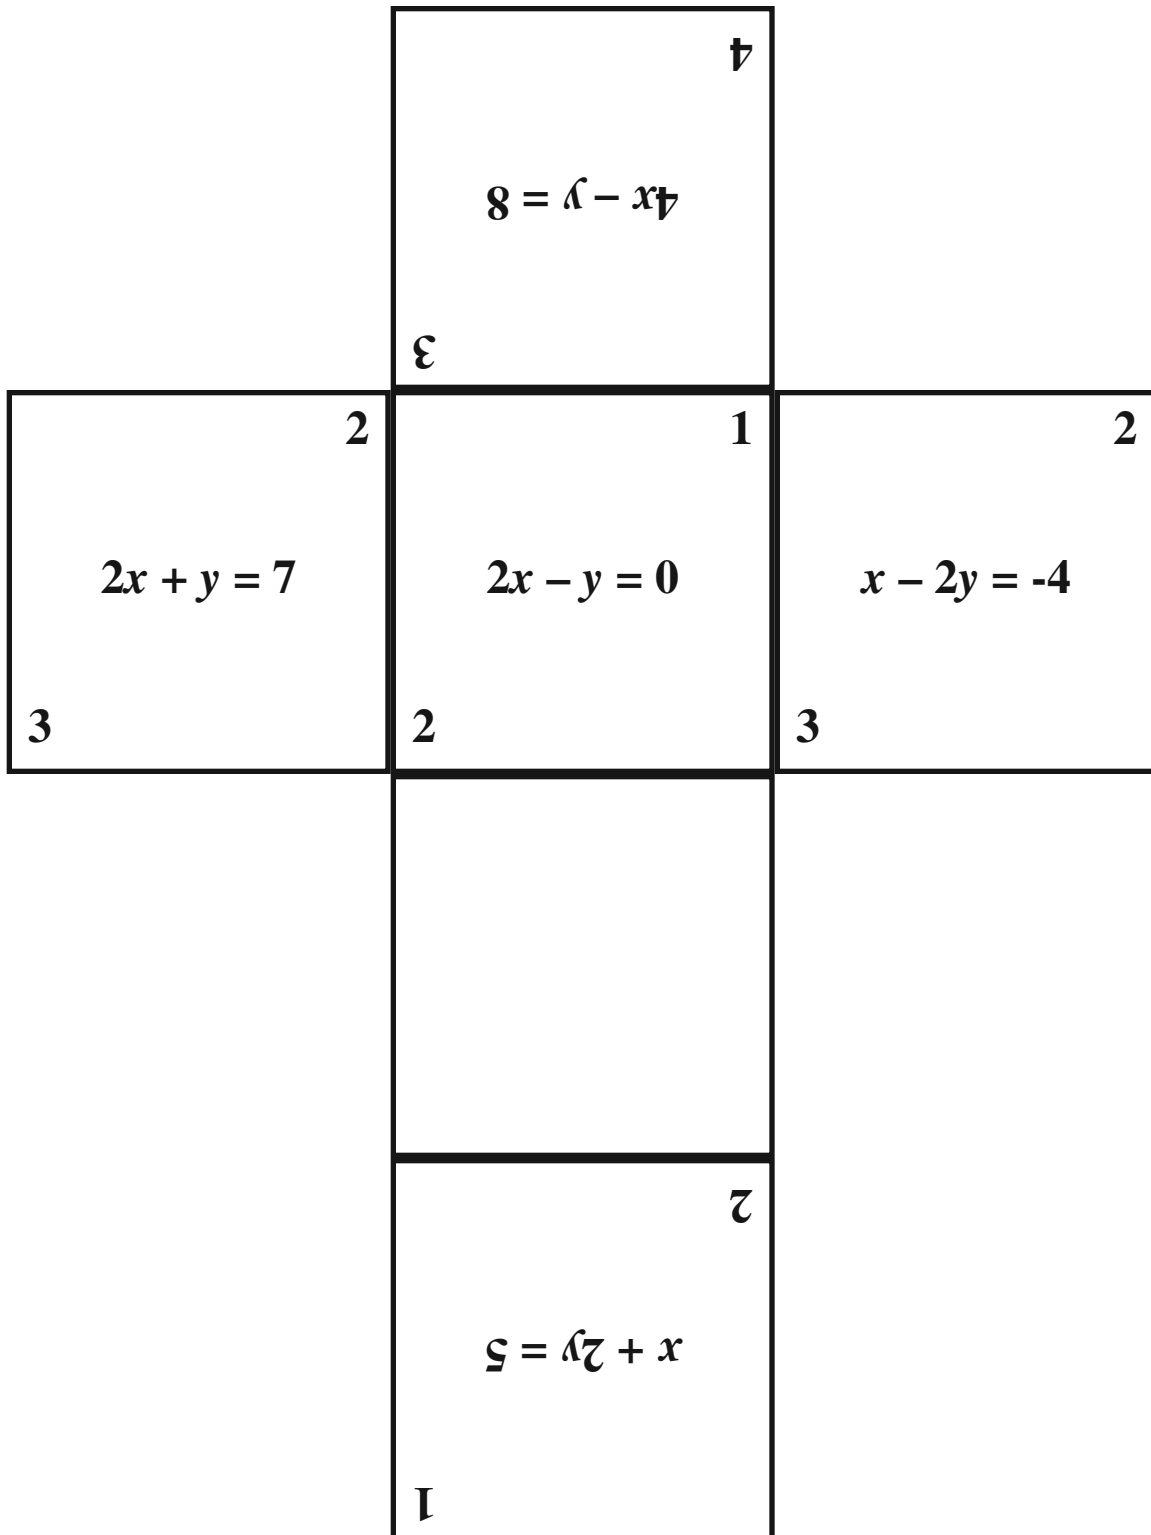 4
4x – y = 8
3
2
2x + y = 7
3
1
2x – y = 0
2
2
x – 2y = -4
3
2
x + 2y = 5
1